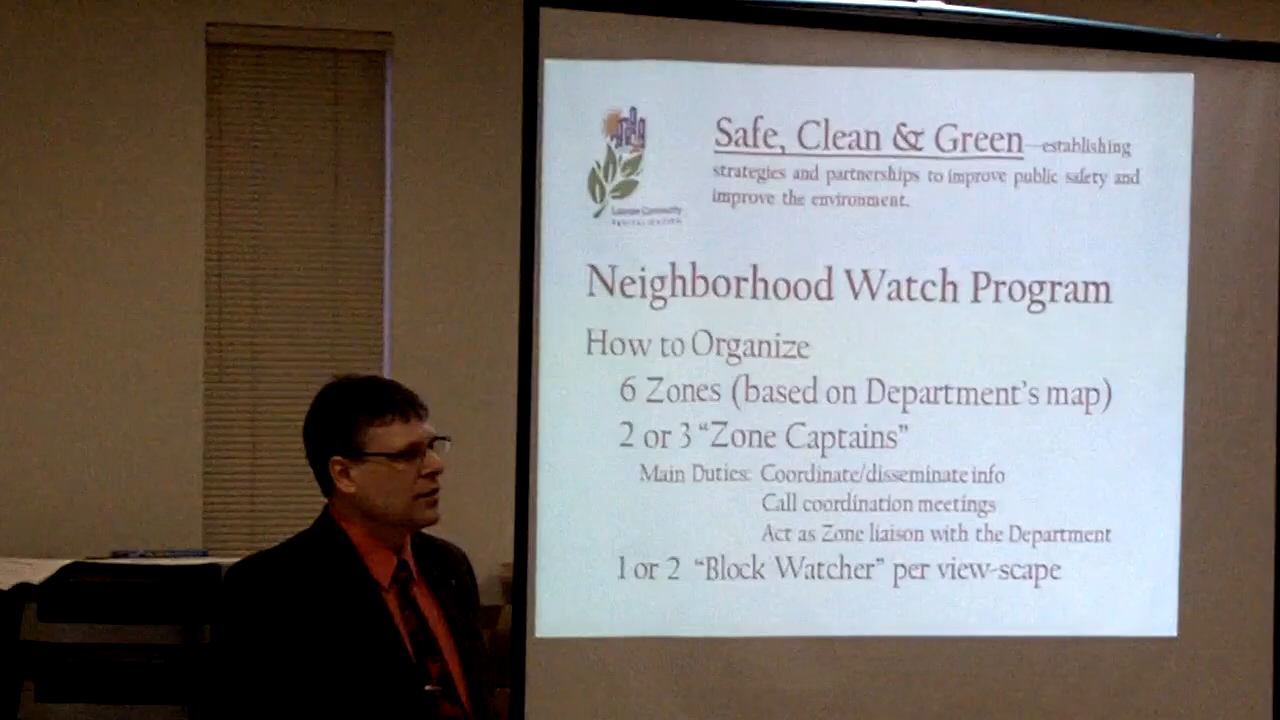 Safe, Clean & Green—establishing
strategies and partnerships to improve public safety and
improve the environment.
Neighborhood Watch Program
How to Organize
6 Zones (based on Department's map)
2 or 3 "Zone Captains"
Main Duties: Coordinate/disseminate info
Call coordination meetings
Act as Zone liaison with the Department
1 or 2 "Block Watcher" per view-scape